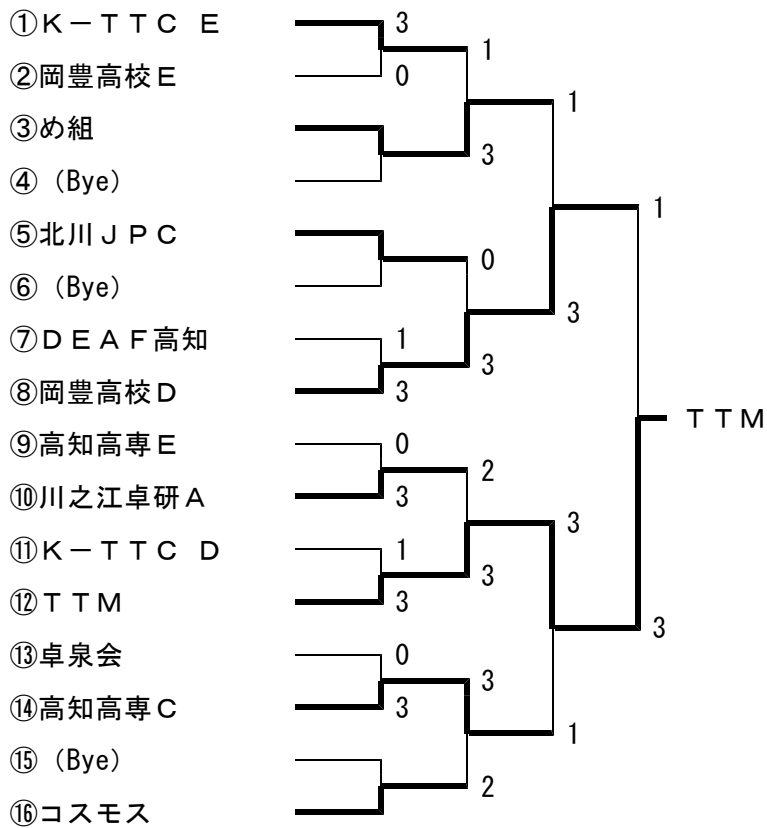 ①Ｋ－ＴＴＣ Ｅ 3
1
②岡豊高校Ｅ 0
1
③め組
3
④（Bye）
1
⑤北川ＪＰＣ
0
⑥（Bye）
3
⑦ＤＥＡＦ高知 1
3
⑧岡豊高校Ｄ 3
ＴＴＭ
⑨高知高専Ｅ 0
2
⑩川之江卓研Ａ 3
3
⑪Ｋ－ＴＴＣ Ｄ 1
3
⑫ＴＴＭ 3
3
⑬卓泉会 0
3
⑭高知高専Ｃ 3
1
⑮（Bye）
2
⑯コスモス